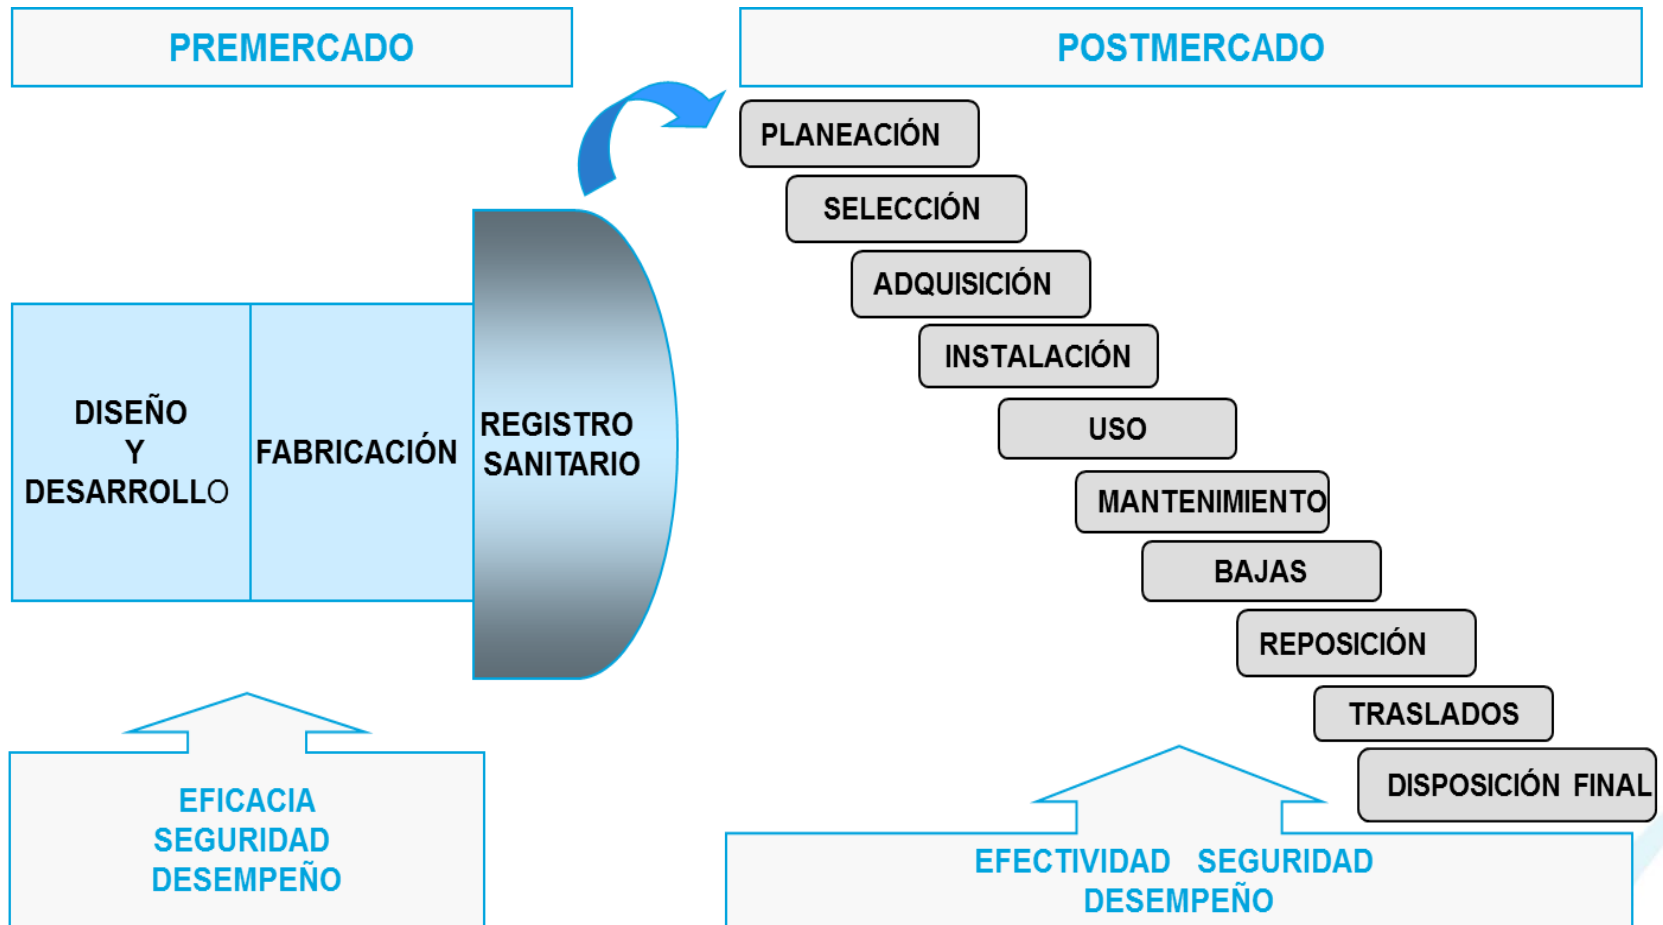 PREMERCADO
POSTMERCADO
PLANEACIÓN
SELECCIÓN
ADQUISICIÓN
INSTALACIÓN
USO
MANTENIMIENTO
BAJAS
REPOSICIÓN
TRASLADOS
DISPOSICIÓN FINAL
DISEÑO
Y
DESARROLLO
FABRICACIÓN
REGISTRO
SANITARIO
EFICACIA
SEGURIDAD
DESEMPEÑO
EFECTIVIDAD SEGURIDAD
DESEMPEÑO